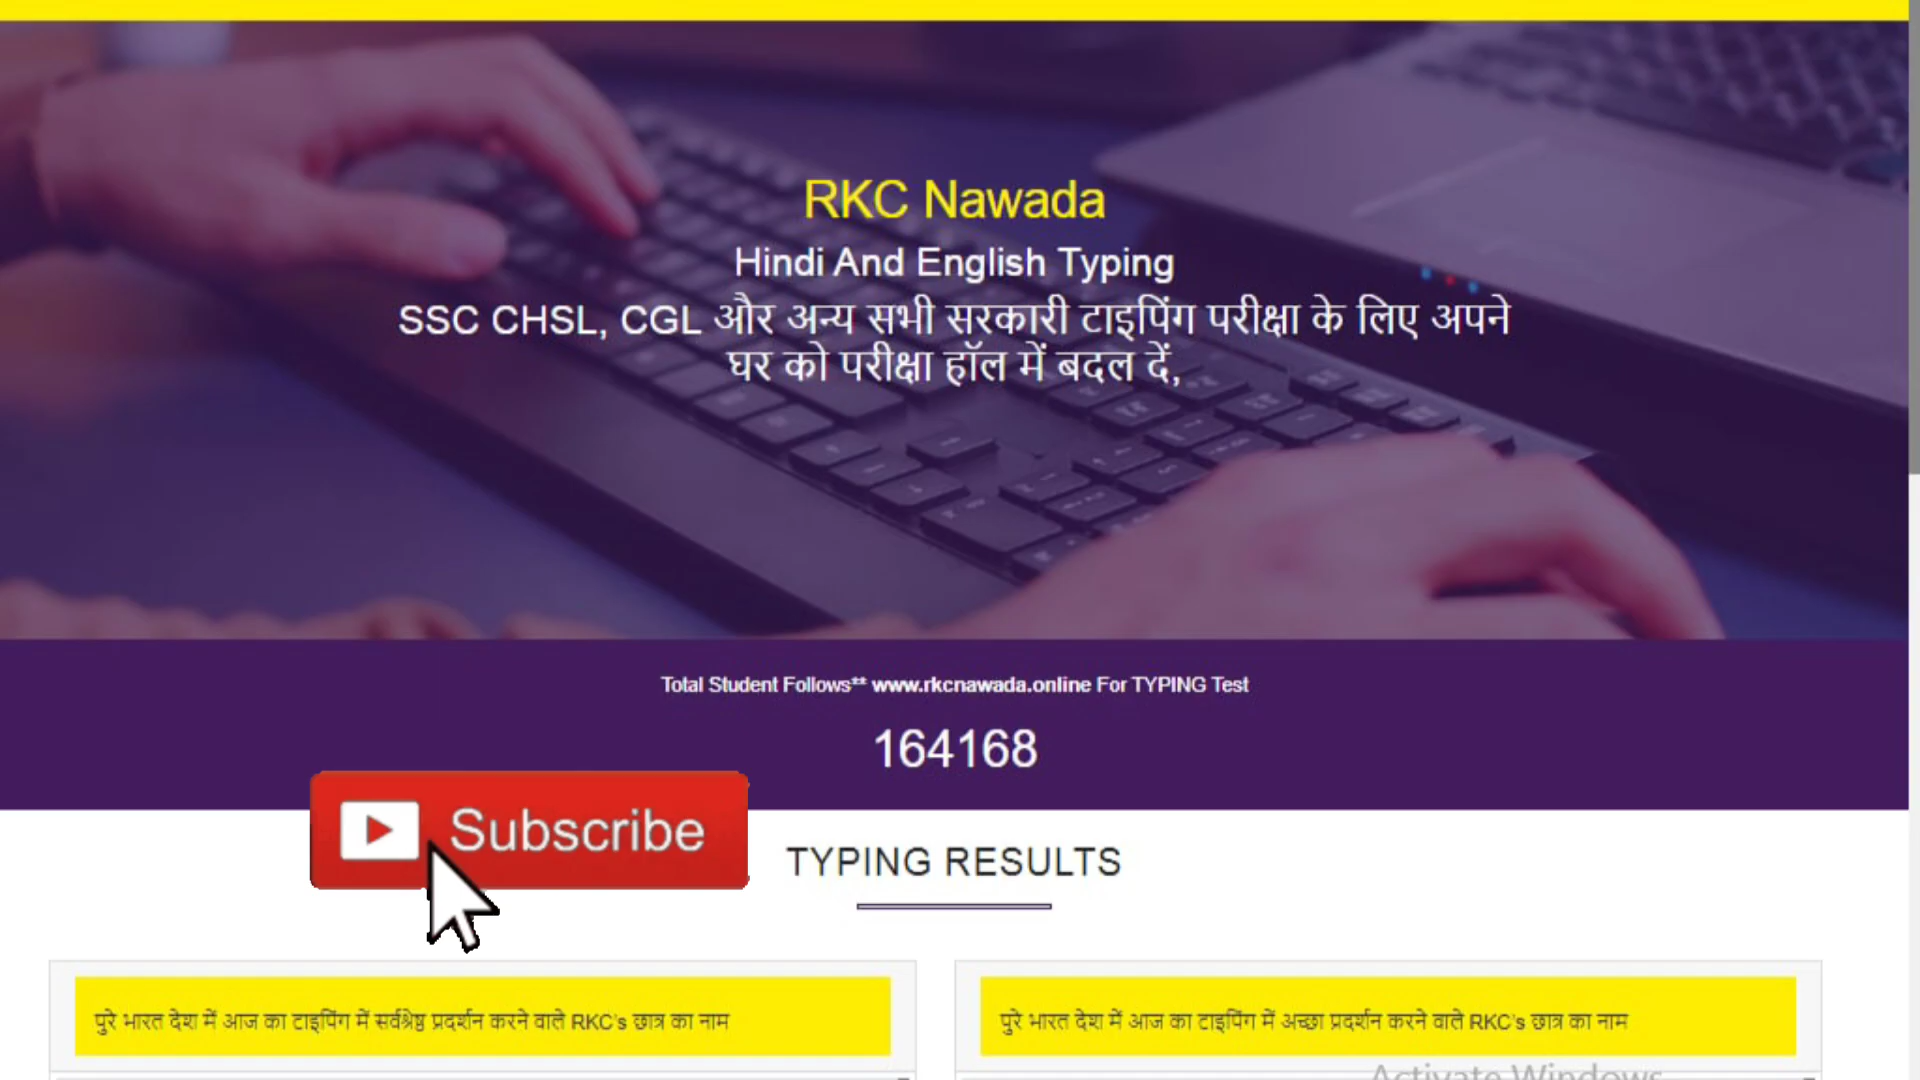 RKC Nawada
Hindi And English Typing
SSC CHSL, CGL और अन्य सभी सरकारी टाइपिंग परीक्षा के लिए अपने
घर को परीक्षा हॉल में बदल दें,
Total Student Follows** www.rkcnawada.online For TYPING Test
164168
Subscribe
TYPING RESULTS
पुरे भारत देश में आज का टाइपिंग में सर्वश्रेष्ठ प्रदर्शन करने वाले RKC's छात्र का नाम
पुरे भारत देश में आज का टाइपिंग में अच्छा प्रदर्शन करने वाले RKC's छात्र का नाम
Activate Windows